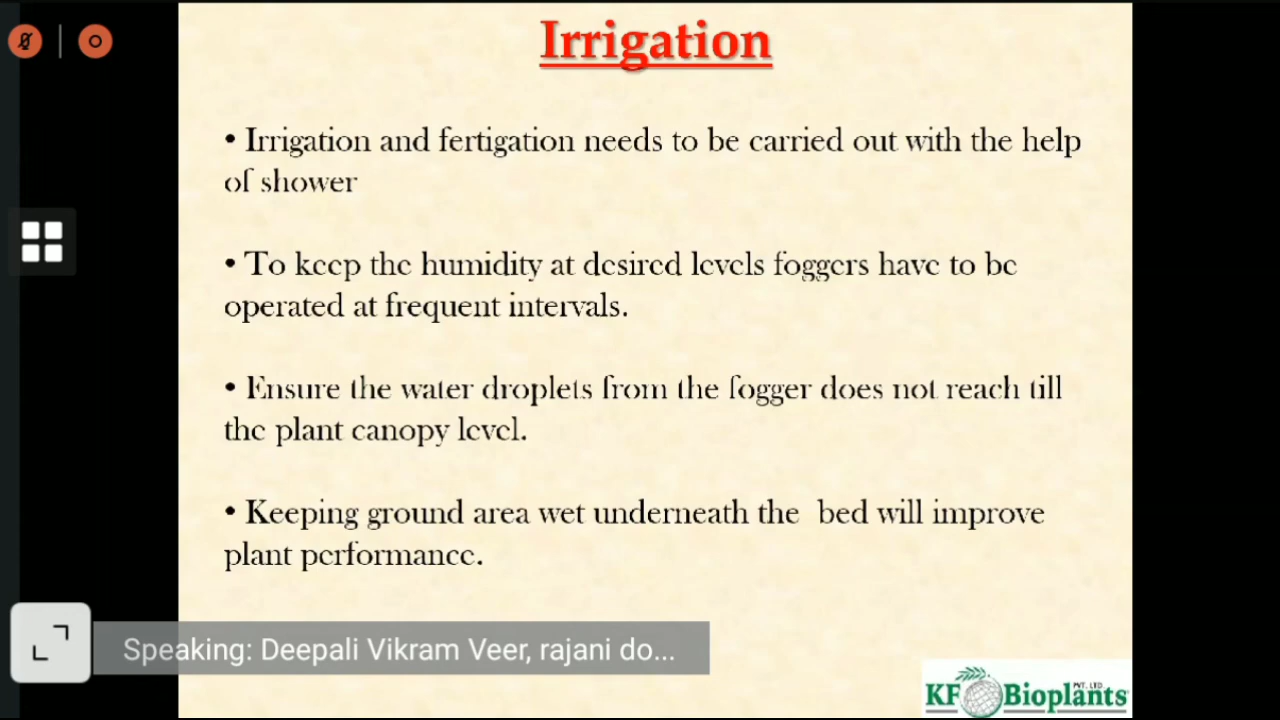 Irrigation
• Irrigation and fertigation needs to be carried out with the help
of shower
• To keep the humidity at desired levels foggers have to be
operated at frequent intervals.
• Ensure the water droplets from the fogger does not reach till
the plant canopy level.
• Keeping ground area wet underneath the  bed will improve
plant performance.
Speaking: Deepali Vikram Veer, rajani do...
KF Bioplants PVT. LTD.